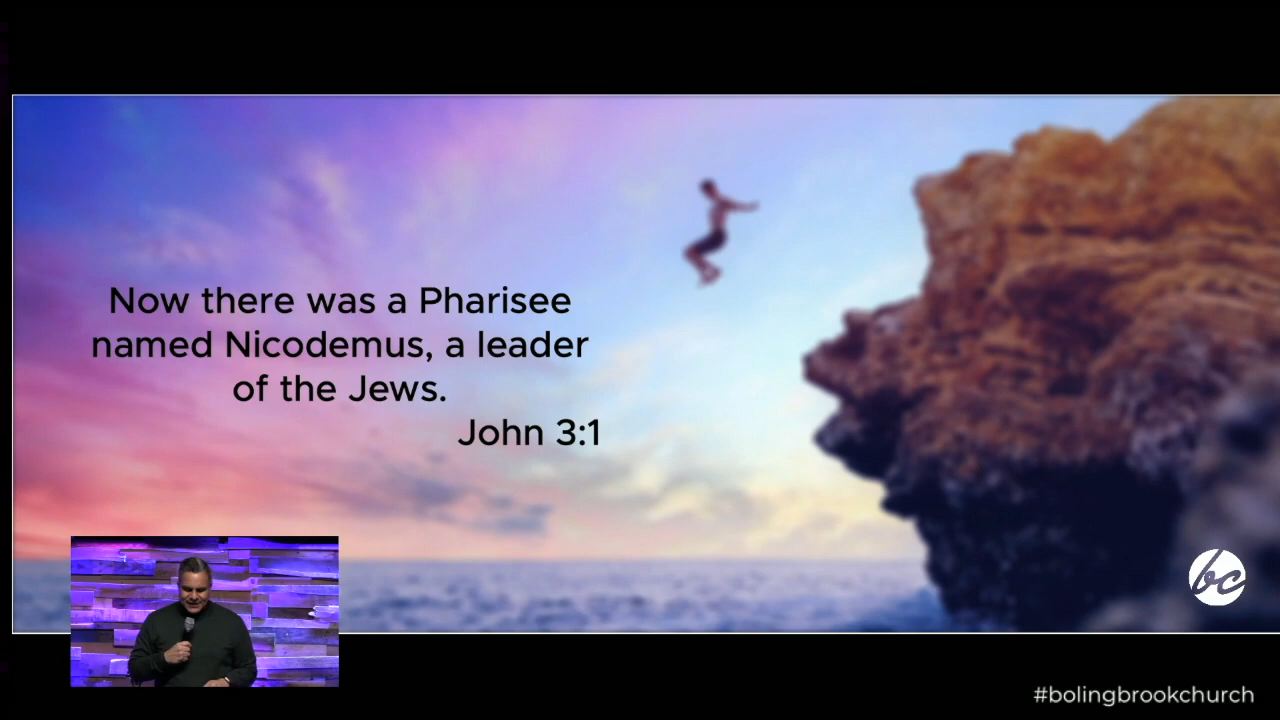 Now there was a Pharisee
named Nicodemus, a leader
of the Jews.
John 3:1
bc
#bolingbrookchurch